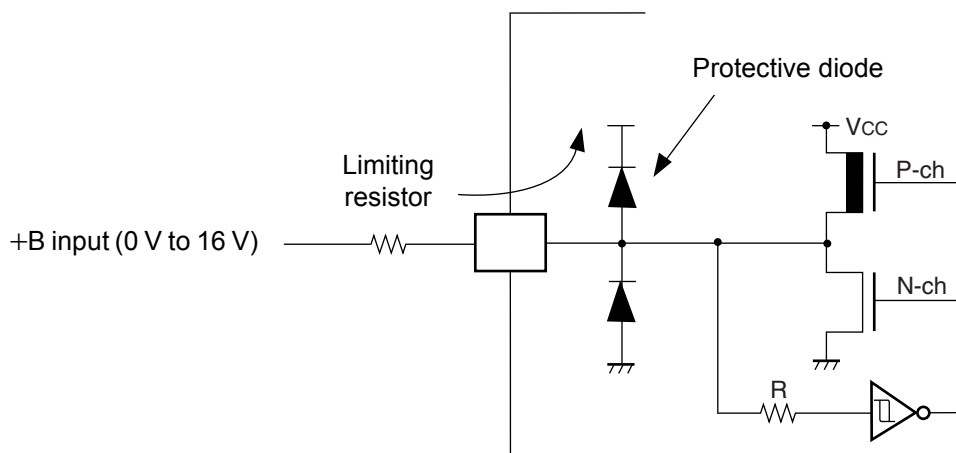 Protective diode
VCC
Limiting
resistor
P-ch
+B input (0 V to 16 V)
N-ch
R